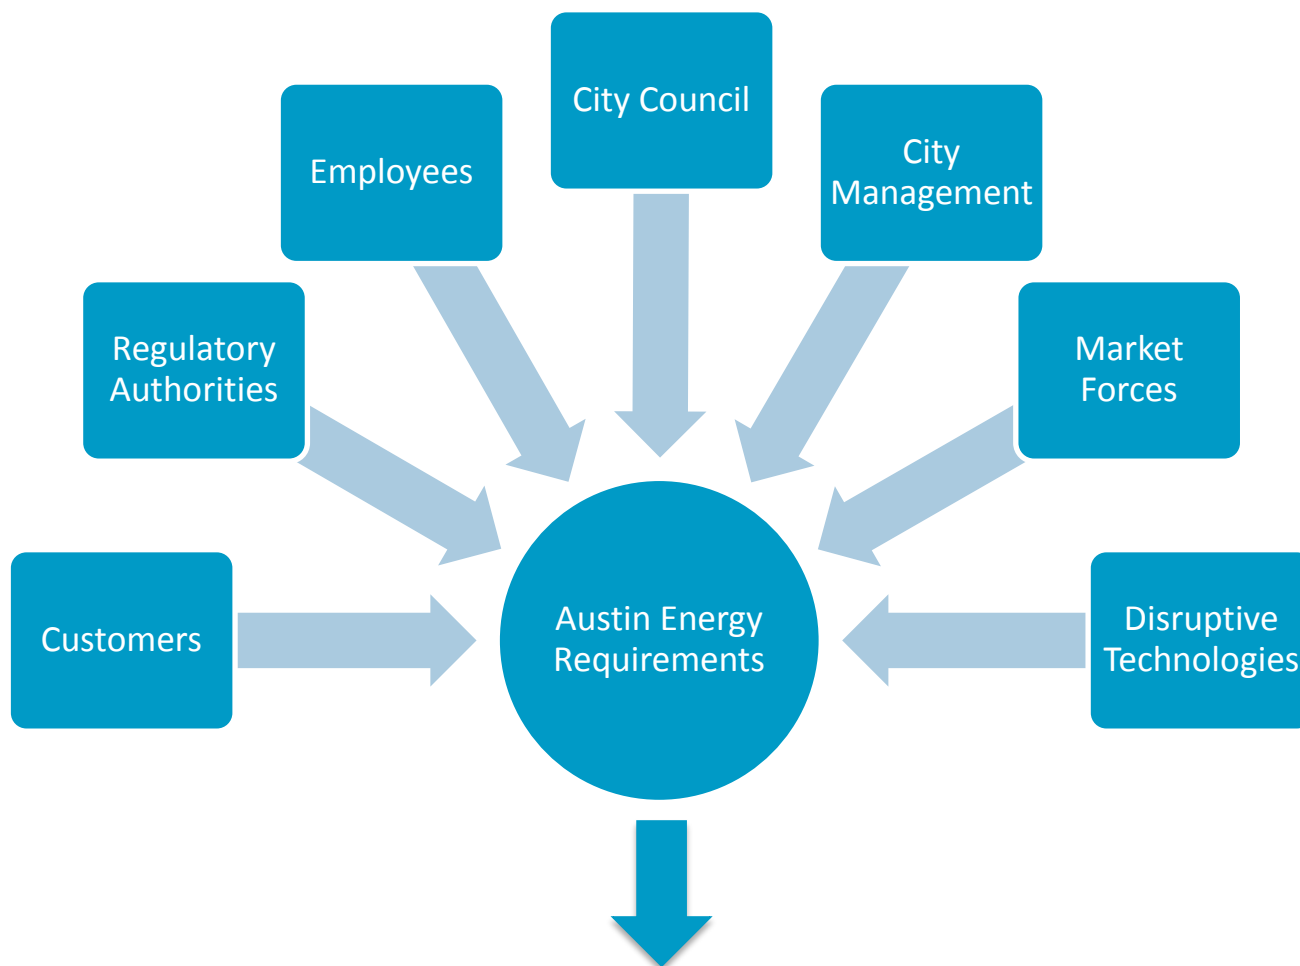 City Council
Employees
City
Management
Regulatory
Authorities
Market
Forces
Customers
Austin Energy
Requirements
Disruptive
Technologies